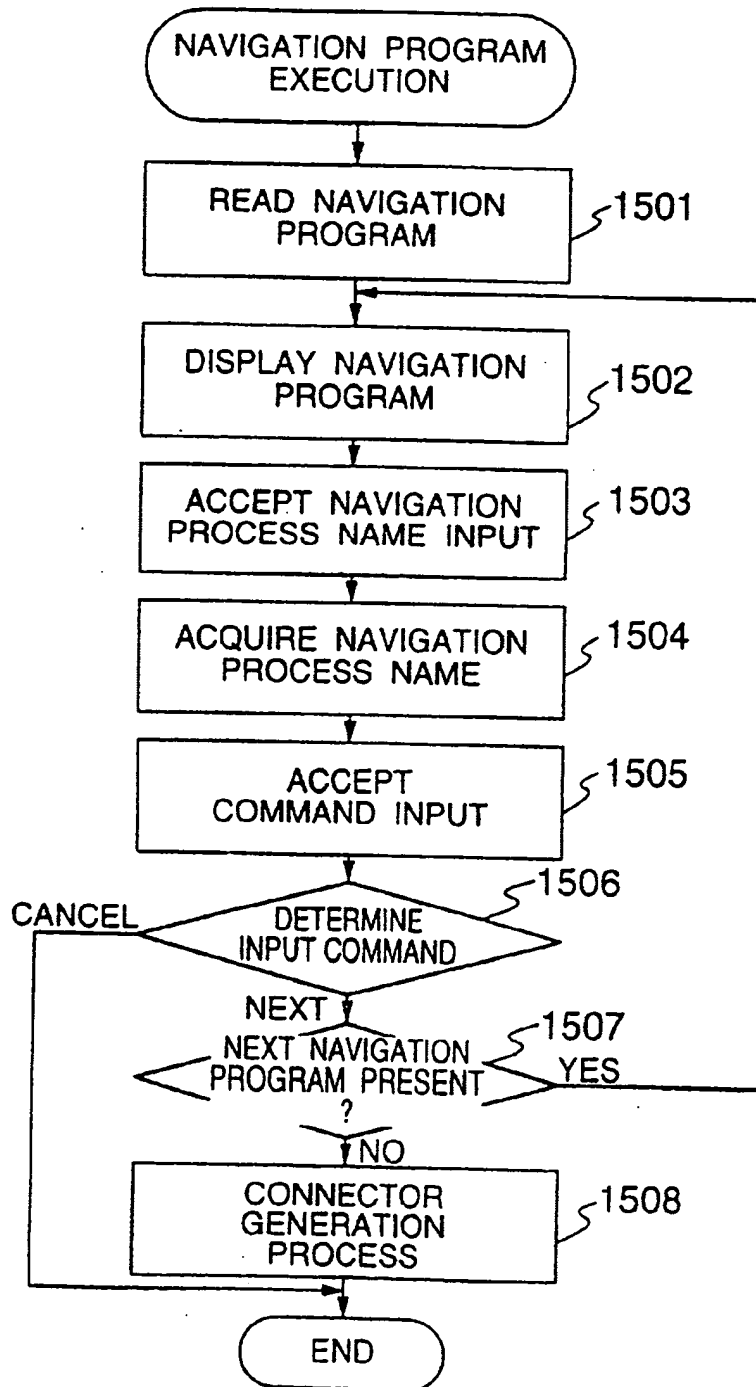 NAVIGATION PROGRAM
EXECUTION
READ NAVIGATION
PROGRAM
1501
DISPLAY NAVIGATION
PROGRAM
1502
ACCEPT NAVIGATION
PROCESS NAME INPUT
1503
ACQUIRE NAVIGATION
PROCESS NAME
1504
ACCEPT
COMMAND INPUT
1505
1506
CANCEL
DETERMINE
INPUT COMMAND
NEXT
1507
NEXT NAVIGATION
PROGRAM PRESENT
?
YES
NO
CONNECTOR
GENERATION
PROCESS
1508
END